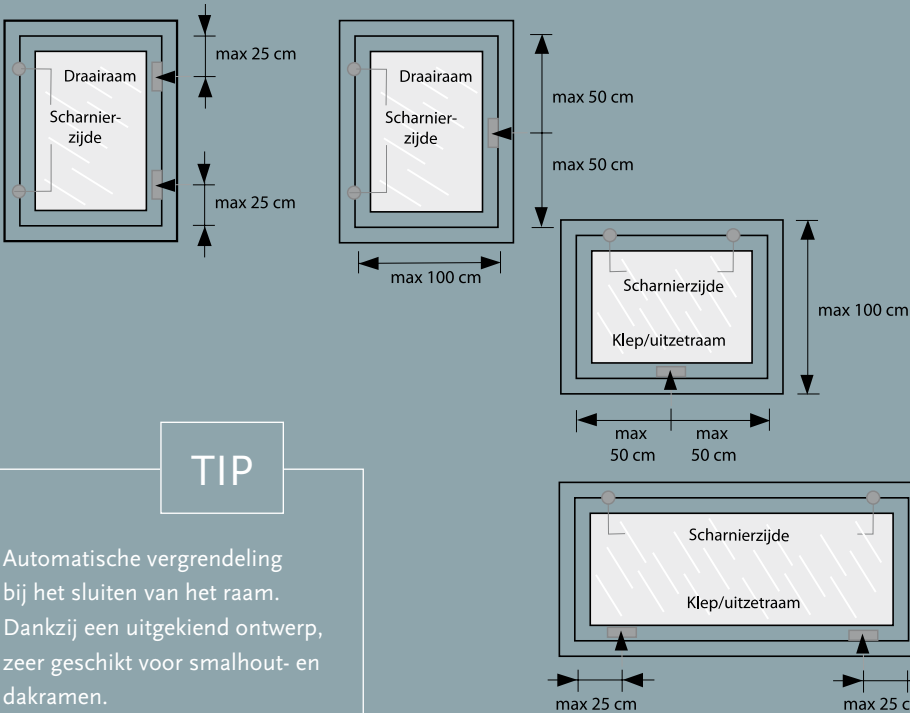 max 25 cm
Draairaam
Scharnier-
zijde
max 25 cm
Draairaam
Scharnier-
zijde
max 50 cm
max 50 cm
max 100 cm
Scharnierzijde
Klep/uitzetraam
max 100 cm
max
50 cm
max
50 cm
Scharnierzijde
Klep/uitzetraam
max 25 cm
max 25 c
TIP
Automatische vergrendeling
bij het sluiten van het raam.
Dankzij een uitgekiend ontwerp,
zeer geschikt voor smalhout- en
dakramen.